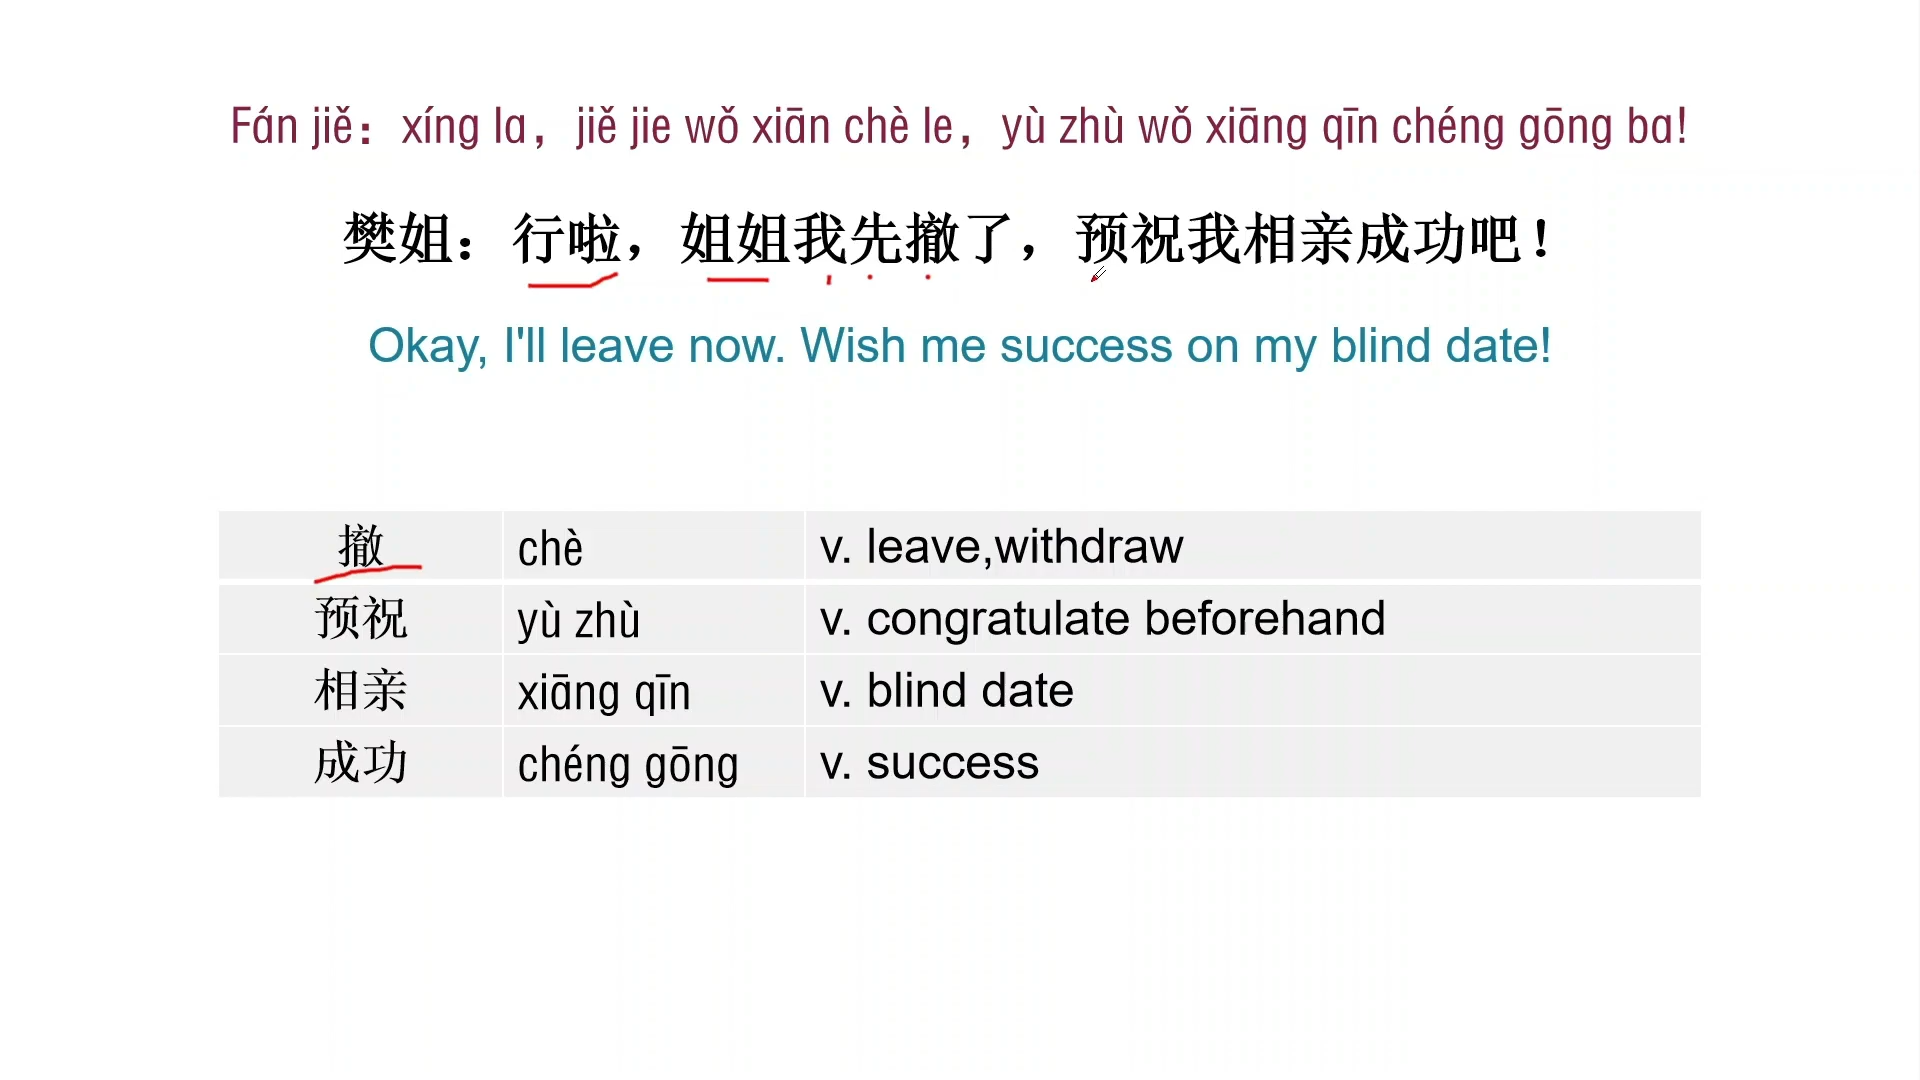 Fán jiě：xíng la，jiě jie wǒ xiān chè le，yù zhù wǒ xiāng qīn chéng gōng ba!
樊姐：行啦，姐姐我先撤了，预祝我相亲成功吧！
Okay, I'll leave now. Wish me success on my blind date!
撤 chè v. leave,withdraw
预祝 yù zhù v. congratulate beforehand
相亲 xiāng qīn v. blind date
成功 chéng gōng v. success